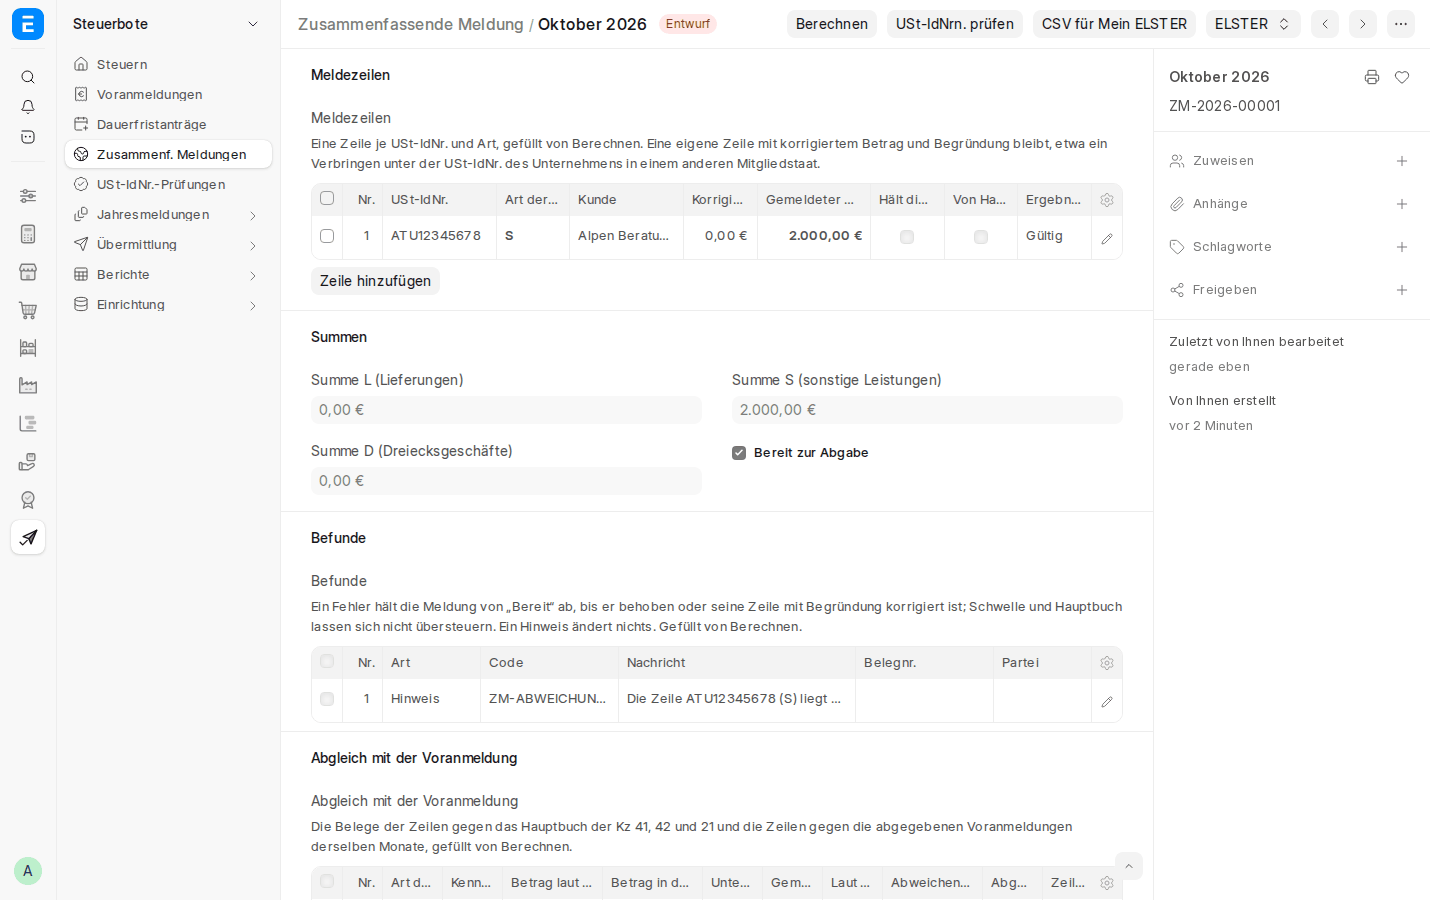 Steuerbote
Steuern
Voranmeldungen
Dauerfristanträge
Zusammenf. Meldungen
USt-IdNr.-Prüfungen
Jahresmeldungen
Übermittlung
Berichte
Einrichtung
A
Zusammenfassende Meldung / Oktober 2026 Entwurf
Berechnen USt-IdNrn. prüfen CSV für Mein ELSTER ELSTER
Meldezeilen
Meldezeilen
Eine Zeile je USt-IdNr. und Art, gefüllt von Berechnen. Eine eigene Zeile mit korrigiertem Betrag und Begründung bleibt, etwa ein
Verbringen unter der USt-IdNr. des Unternehmens in einem anderen Mitgliedstaat.
Nr. USt-IdNr. Art der... Kunde Korrigi... Gemeldeter ... Hält di... Von Ha... Ergebn...
1 ATU12345678 S Alpen Beratu... 0,00 € 2.000,00 € Gültig
Zeile hinzufügen
Summen
Summe L (Lieferungen) Summe S (sonstige Leistungen)
0,00 € 2.000,00 €
Summe D (Dreiecksgeschäfte) Bereit zur Abgabe
0,00 €
Befunde
Befunde
Ein Fehler hält die Meldung von „Bereit“ ab, bis er behoben oder seine Zeile mit Begründung korrigiert ist; Schwelle und Hauptbuch
lassen sich nicht übersteuern. Ein Hinweis ändert nichts. Gefüllt von Berechnen.
Nr. Art Code Nachricht Belegnr. Partei
1 Hinweis ZM-ABWEICHUN... Die Zeile ATU12345678 (S) liegt ...
Abgleich mit der Voranmeldung
Abgleich mit der Voranmeldung
Die Belege der Zeilen gegen das Hauptbuch der Kz 41, 42 und 21 und die Zeilen gegen die abgegebenen Voranmeldungen
derselben Monate, gefüllt von Berechnen.
Nr. Art d... Kenn... Betrag laut ... Betrag in d... Unte... Gem... Laut ... Abweichen... Abg... Zeil...
Oktober 2026
ZM-2026-00001
Zuweisen
Anhänge
Schlagworte
Freigeben
Zuletzt von Ihnen bearbeitet
gerade eben
Von Ihnen erstellt
vor 2 Minuten